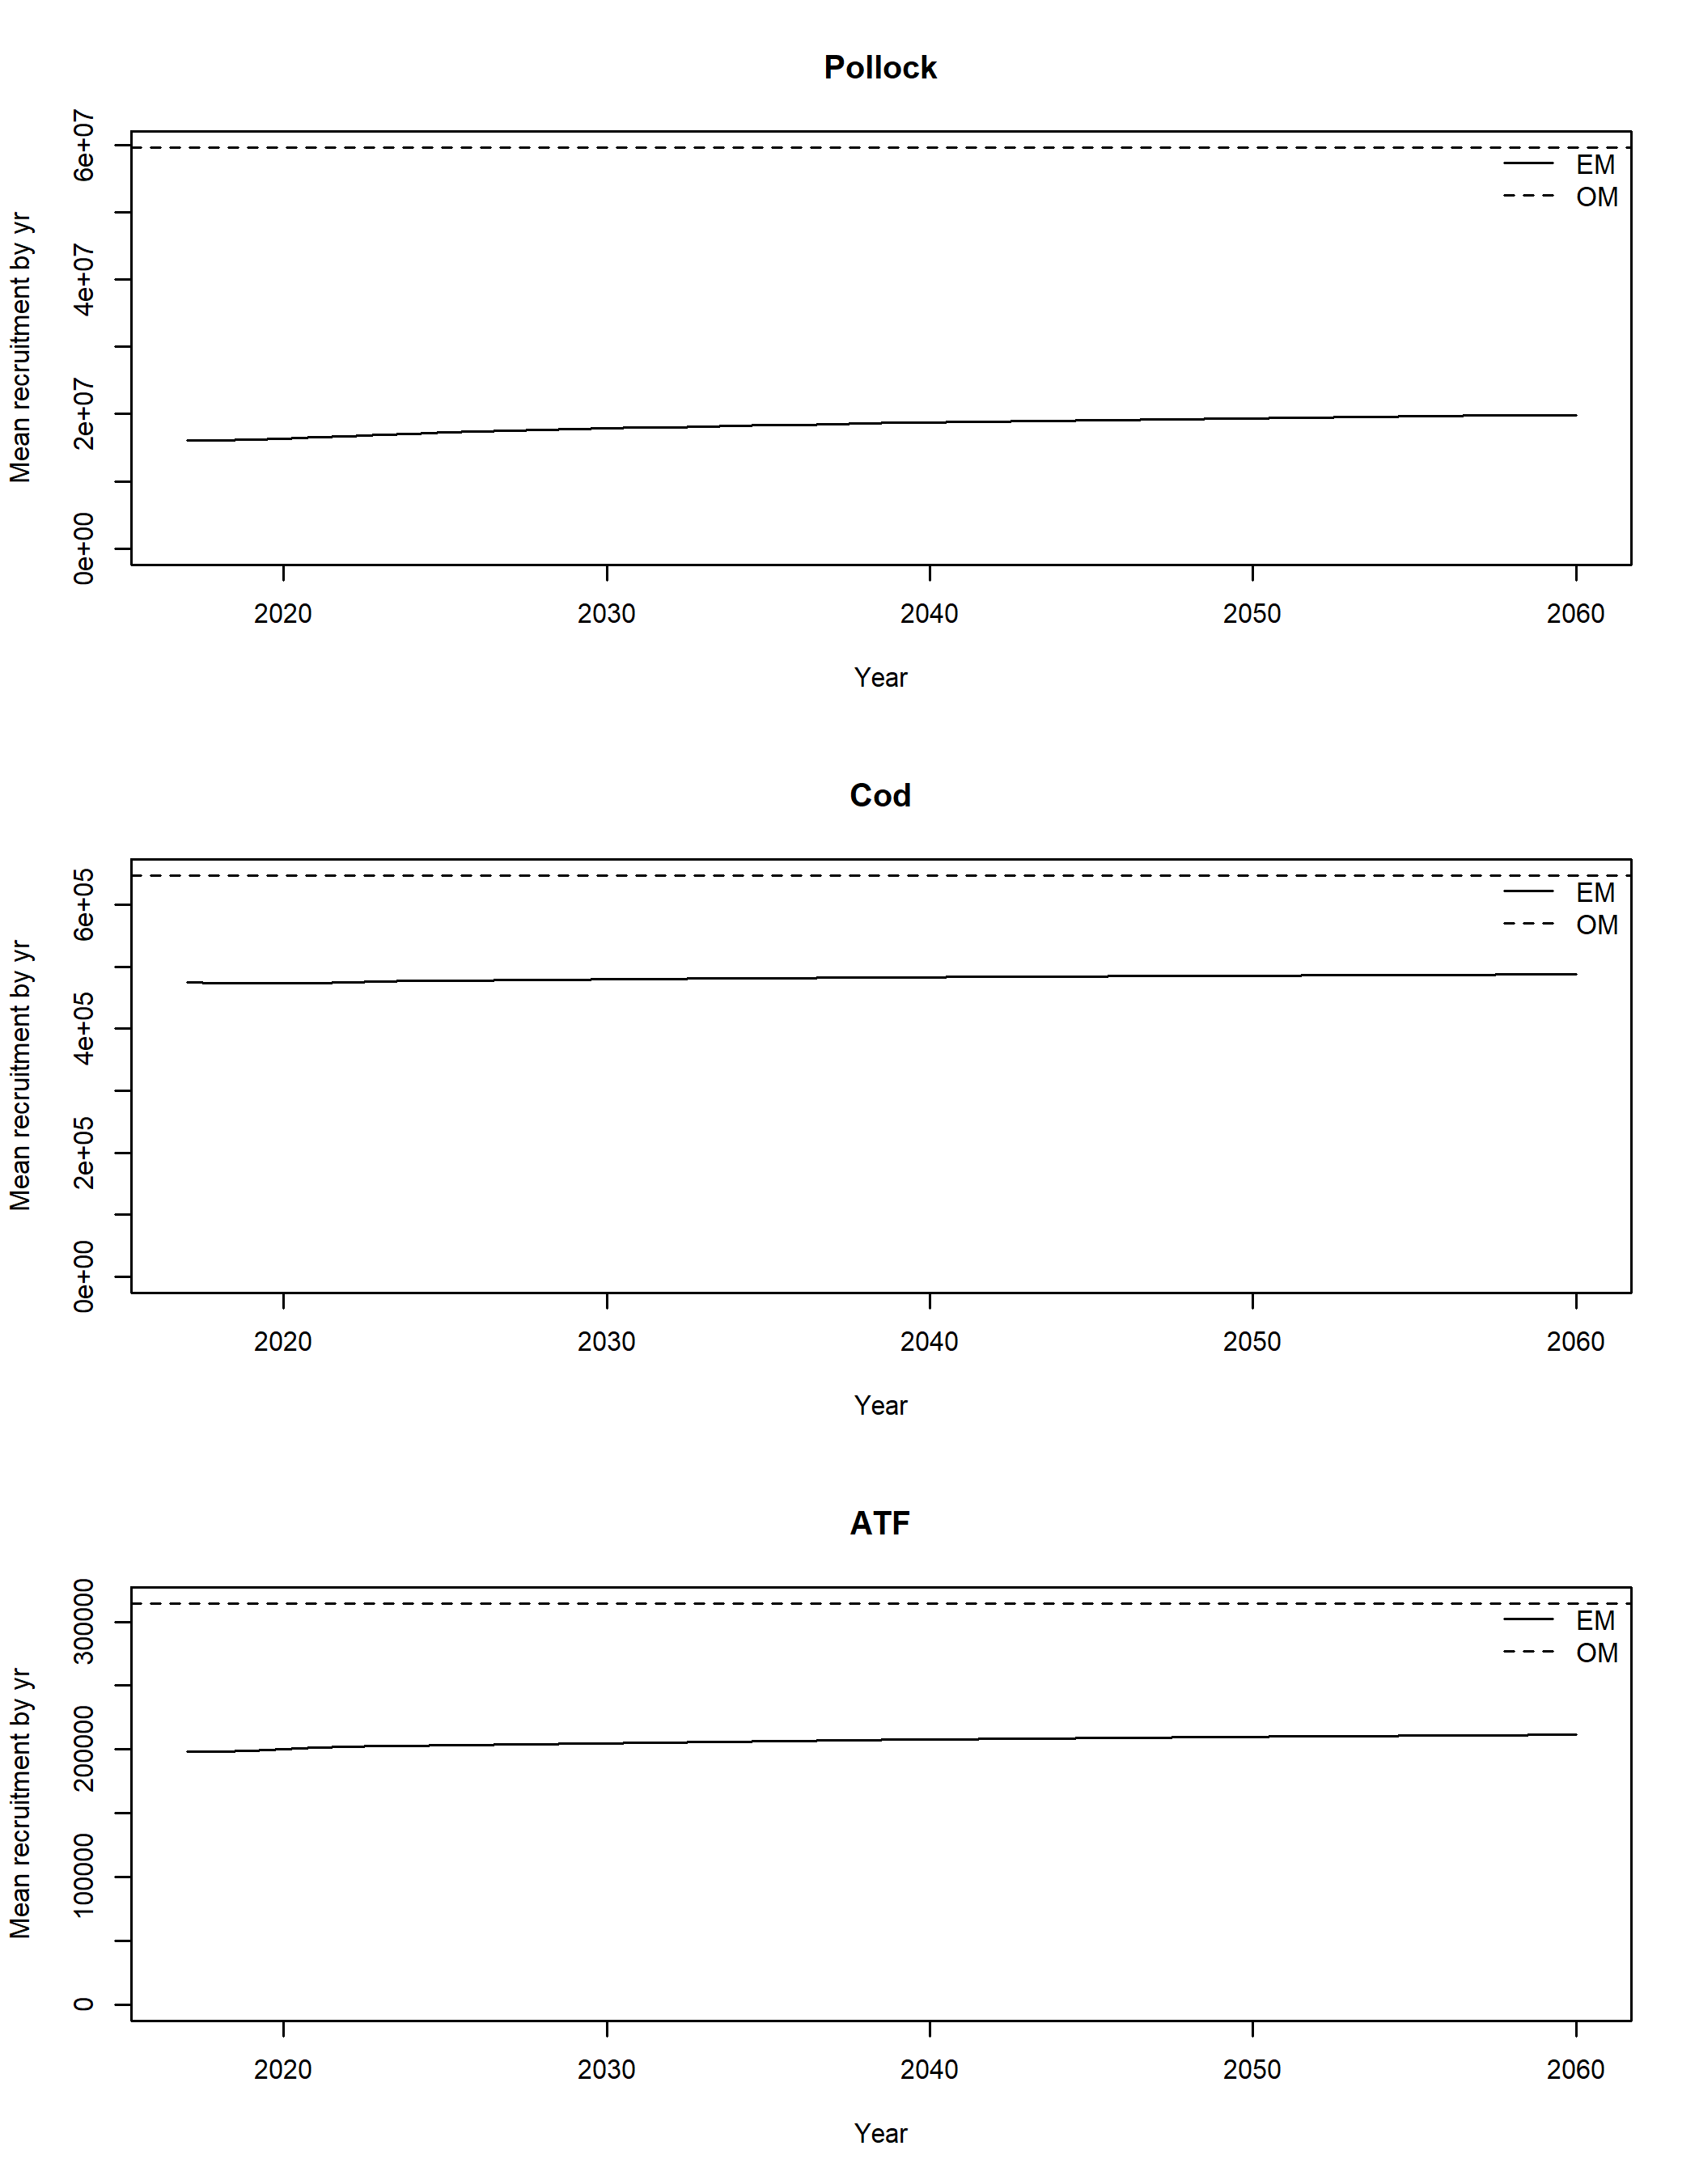 Pollock
Mean recruitment by yr
6e+07
4e+07
2e+07
0e+00
EM
OM
2020 2030 2040 2050 2060
Year
Cod
Mean recruitment by yr
6e+05
4e+05
2e+05
0e+00
EM
OM
2020 2030 2040 2050 2060
Year
ATF
Mean recruitment by yr
300000
200000
100000
0
EM
OM
2020 2030 2040 2050 2060
Year